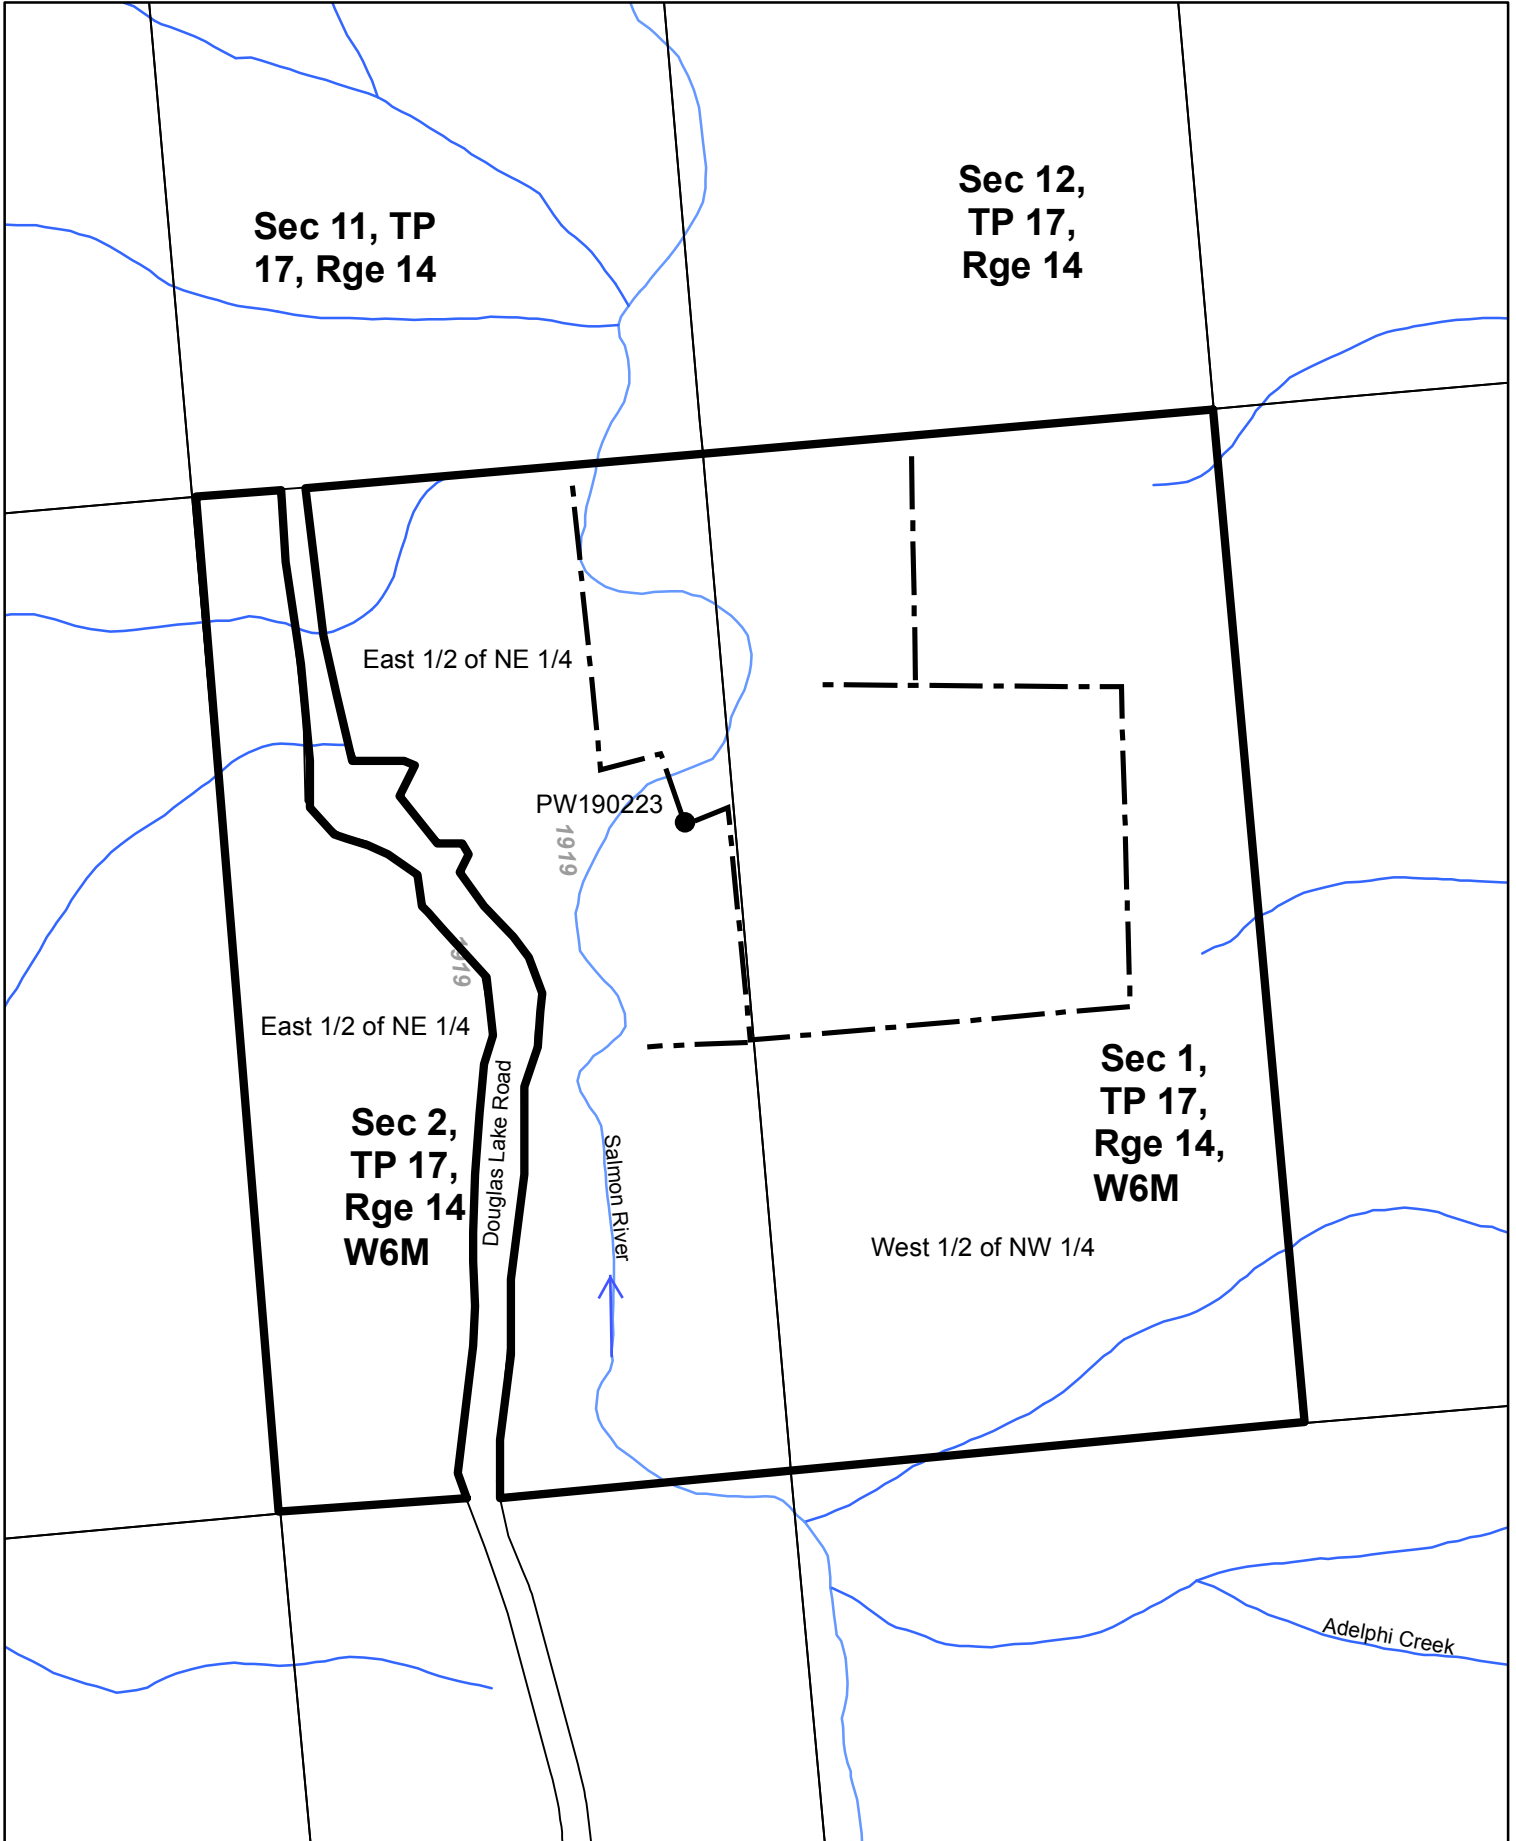 Sec 12,
TP 17,
Rge 14
Sec 11, TP
17, Rge 14
East 1/2 of NE 1/4
PW190223
1919
1919
East 1/2 of NE 1/4
Sec 1,
TP 17,
Rge 14,
W6M
Sec 2,
TP 17,
Rge 14
W6M
Douglas Lake Road
Salmon River
West 1/2 of NW 1/4
Adelphi Creek